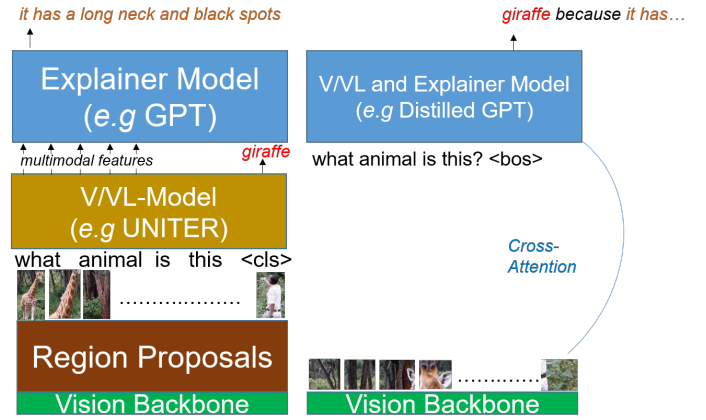 it has a long neck and black spots
Explainer Model
(e.g GPT)
multimodal features
giraffe
V/VL-Model
(e.g UNITER)
what animal is this <cls>
.....................
Region Proposals
Vision Backbone
giraffe because it has...
V/VL and Explainer Model
(e.g Distilled GPT)
what animal is this? <bos>
Cross-
Attention
...............
Vision Backbone